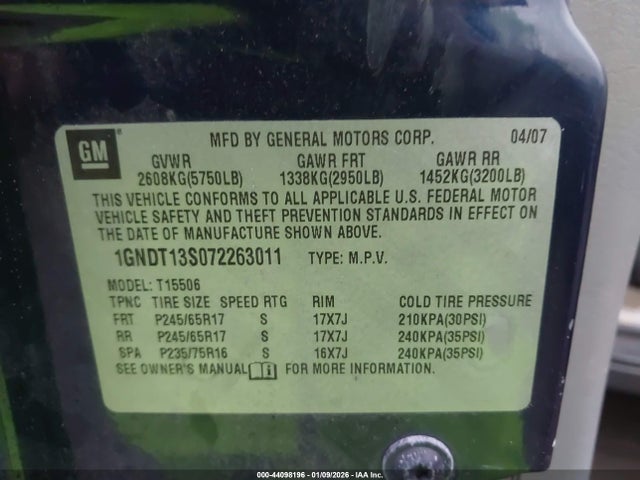 GM
MFD BY GENERAL MOTORS CORP. 04/07
GVWR GAWR FRT GAWR RR
2608KG(5750LB) 1338KG(2950LB) 1452KG(3200LB)
THIS VEHICLE CONFORMS TO ALL APPLICABLE U.S. FEDERAL MOTOR
VEHICLE SAFETY AND THEFT PREVENTION STANDARDS IN EFFECT ON
THE DATE OF MANUFACTURE SHOWN ABOVE.
1GNDT13S072263011 TYPE: M.P.V.
MODEL: T15506
TPNC TIRE SIZE SPEED RTG RIM COLD TIRE PRESSURE
FRT P245/65R17 S 17X7J 210KPA(30PSI)
RR P245/65R17 S 17X7J 240KPA(35PSI)
SPA P235/75R16 S 16X7J 240KPA(35PSI)
SEE OWNER'S MANUAL FOR MORE INFORMATION.
000-44098196 - 01/09/2026 - IAA Inc.